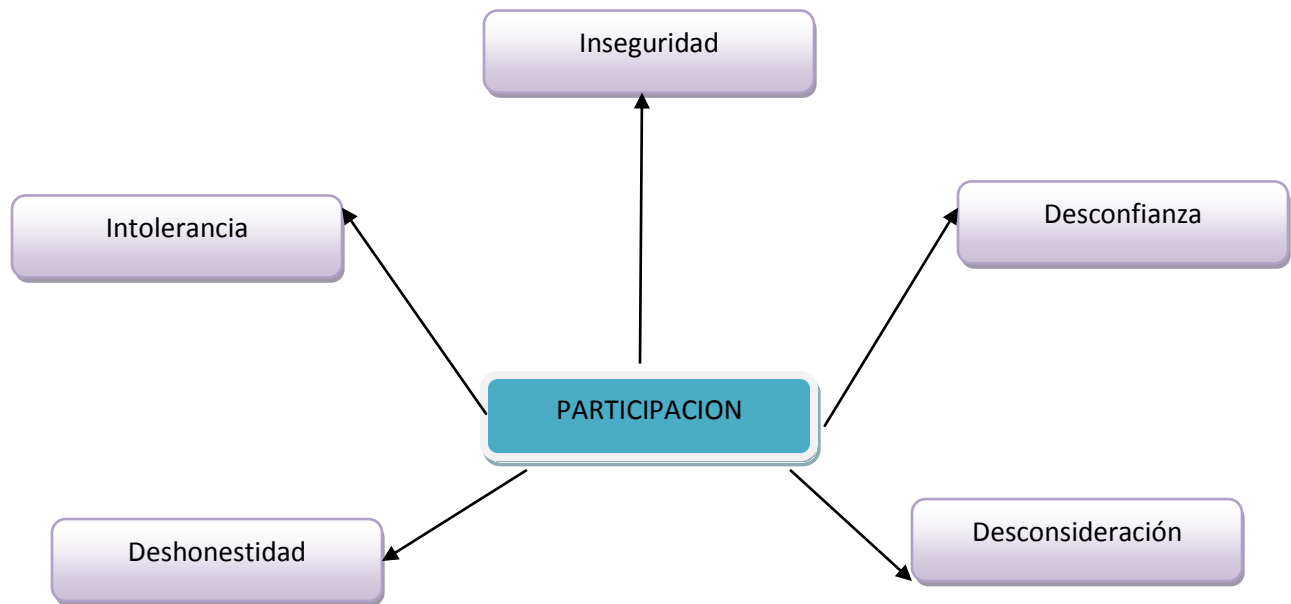 Inseguridad
Intolerancia
Desconfianza
PARTICIPACION
Deshonestidad
Desconsideración